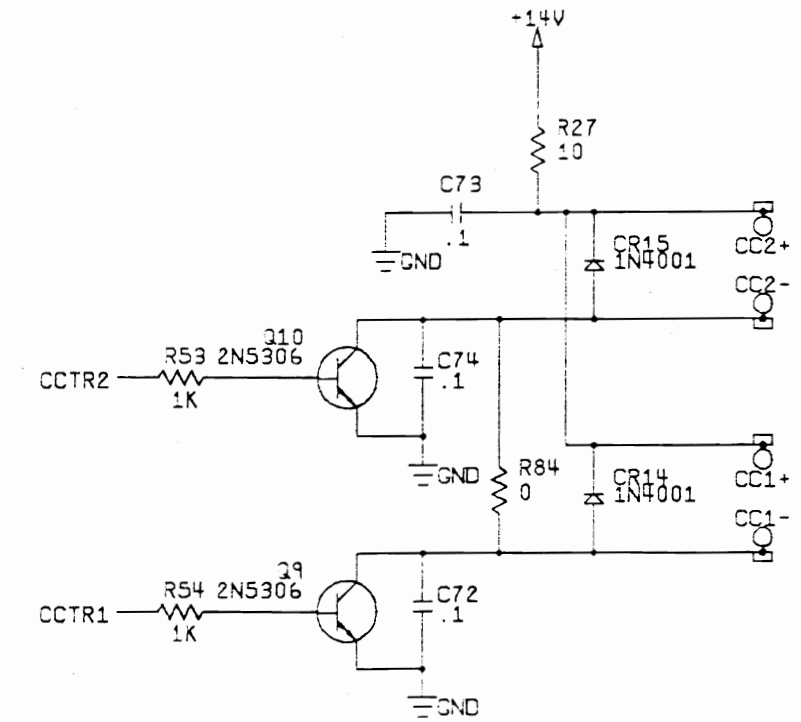 +14V
R27
10
C73
.1
GND
CR15
1N4001
CC2+
CC2-
Q10
R53 2N5306
CCTR2
1K
C74
.1
GND
R84
0
CR14
1N4001
CC1+
CC1-
Q9
R54 2N5306
CCTR1
1K
C72
.1
GND